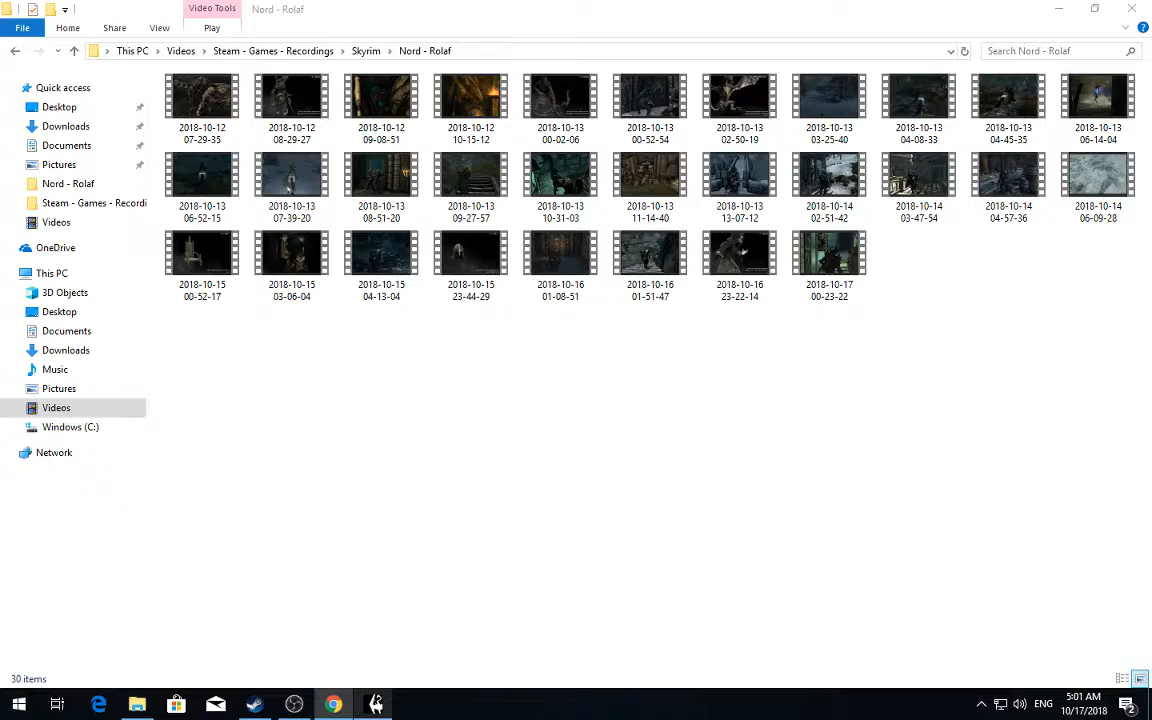 Video Tools
Nord - Rolaf
File
Home
Share
View
Play
This PC > Videos > Steam - Games - Recordings > Skyrim > Nord - Rolaf
Search Nord - Rolaf
Quick access
Desktop
Downloads
Documents
Pictures
Nord - Rolaf
Steam - Games - Recordi
Videos
OneDrive
This PC
3D Objects
Desktop
Documents
Downloads
Music
Pictures
Videos
Windows (C:)
Network
2018-10-12
07-29-35
2018-10-12
08-29-27
2018-10-12
09-08-51
2018-10-12
10-15-12
2018-10-13
00-02-06
2018-10-13
00-52-54
2018-10-13
02-50-19
2018-10-13
03-25-40
2018-10-13
04-08-33
2018-10-13
04-45-35
2018-10-13
06-14-04
2018-10-13
06-52-15
2018-10-13
07-39-20
2018-10-13
08-51-20
2018-10-13
09-27-57
2018-10-13
10-31-03
2018-10-13
11-14-40
2018-10-13
13-07-12
2018-10-14
02-51-42
2018-10-14
03-47-54
2018-10-14
04-57-36
2018-10-14
06-09-28
2018-10-15
00-52-17
2018-10-15
03-06-04
2018-10-15
04-13-04
2018-10-15
23-44-29
2018-10-16
01-08-51
2018-10-16
01-51-47
2018-10-16
23-22-14
2018-10-17
00-23-22
30 items
ENG
5:01 AM
10/17/2018
2